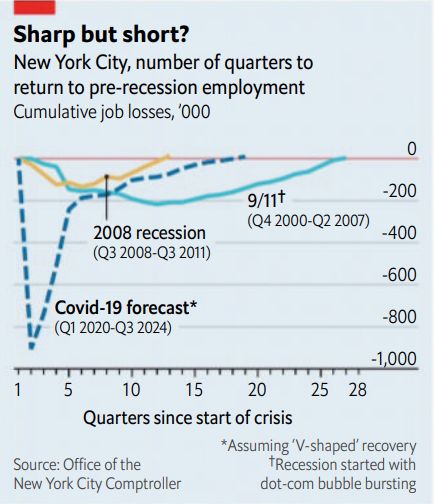 Sharp but short?
New York City, number of quarters to
return to pre-recession employment
Cumulative job losses, ’000
0
-200
-400
-600
-800
-1,000
9/11†
(Q4 2000-Q2 2007)
2008 recession
(Q3 2008-Q3 2011)
Covid-19 forecast*
(Q1 2020-Q3 2024)
1 5 10 15 20 25 28
Quarters since start of crisis
*Assuming ‘V-shaped’ recovery
†Recession started with
dot-com bubble bursting
Source: Office of the
New York City Comptroller